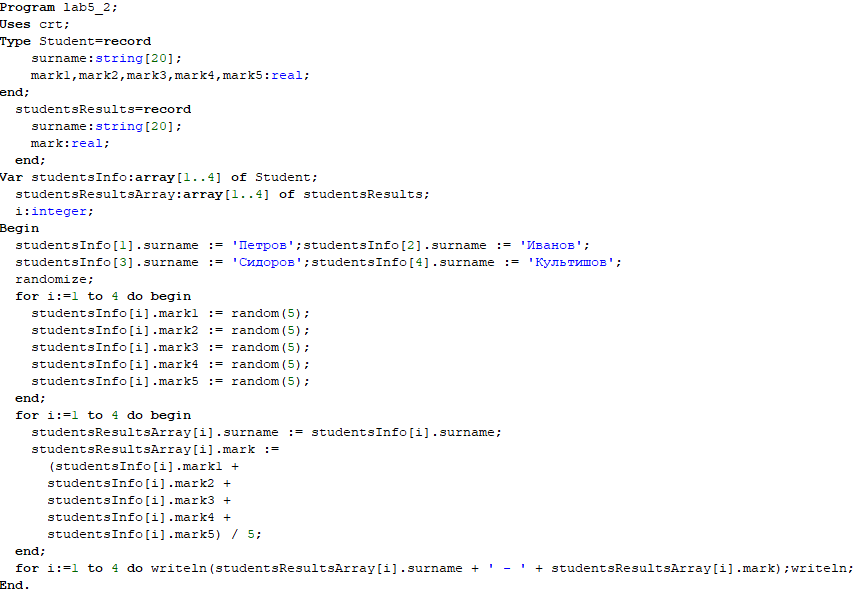 Program lab5_2;
Uses crt;
Type Student=record
    surname:string[20];
    mark1,mark2,mark3,mark4,mark5:real;
end;
  studentsResults=record
    surname:string[20];
    mark:real;
  end;
Var studentsInfo:array[1..4] of Student;
  studentsResultsArray:array[1..4] of studentsResults;
  i:integer;
Begin
  studentsInfo[1].surname := 'Петров';studentsInfo[2].surname := 'Иванов';
  studentsInfo[3].surname := 'Сидоров';studentsInfo[4].surname := 'Культишов';
  randomize;
  for i:=1 to 4 do begin
    studentsInfo[i].mark1 := random(5);
    studentsInfo[i].mark2 := random(5);
    studentsInfo[i].mark3 := random(5);
    studentsInfo[i].mark4 := random(5);
    studentsInfo[i].mark5 := random(5);
  end;
  for i:=1 to 4 do begin
    studentsResultsArray[i].surname := studentsInfo[i].surname;
    studentsResultsArray[i].mark :=
      (studentsInfo[i].mark1 +
      studentsInfo[i].mark2 +
      studentsInfo[i].mark3 +
      studentsInfo[i].mark4 +
      studentsInfo[i].mark5) / 5;
  end;
  for i:=1 to 4 do writeln(studentsResultsArray[i].surname + ' - ' + studentsResultsArray[i].mark);writeln;
End.